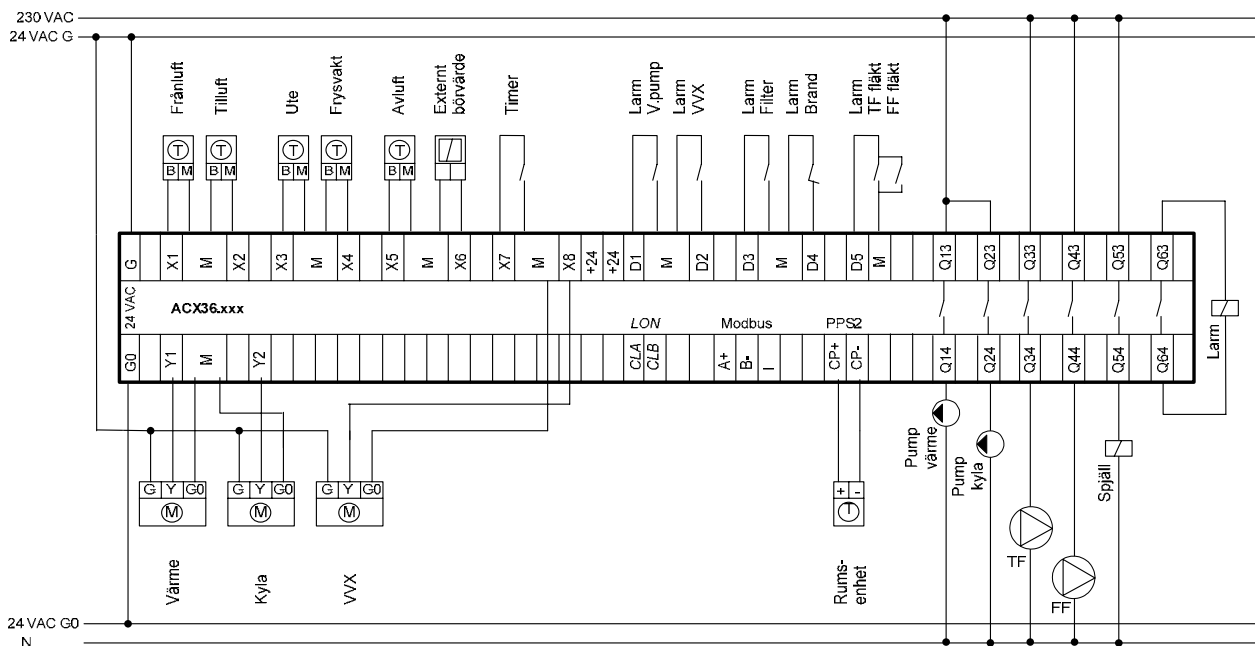 230 VAC
24 VAC G
Frånluft
Tilluft
Ute
Frysvakt
Avluft
Externt
börvärde
Timer
Larm
V.pump
Larm
VVX
Larm
Filter
Larm
Brand
Larm
TF fläkt
FF fläkt
T T T T T
B M B M B M B M B M
G X1 M X2 X3 M X4 X5 M X6 X7 M X8 +24 +24 D1 M D2 D3 M D4 D5 M Q13 Q23 Q33 Q43 Q53 Q63
24 VAC
ACX36.xxx
LON Modbus PPS2
G0 Y1 M Y2 CLA CLB A+ B- I CP+ CP- Q14 Q24 Q34 Q44 Q54 Q64
Larm
Pump
värme
Pump
kyla
Spjäll
G Y G0 G Y G0 G Y G0
+ -
M M M
TF
FF
Värme
Kyla
VVX
Rums-
enhet
24 VAC G0
N